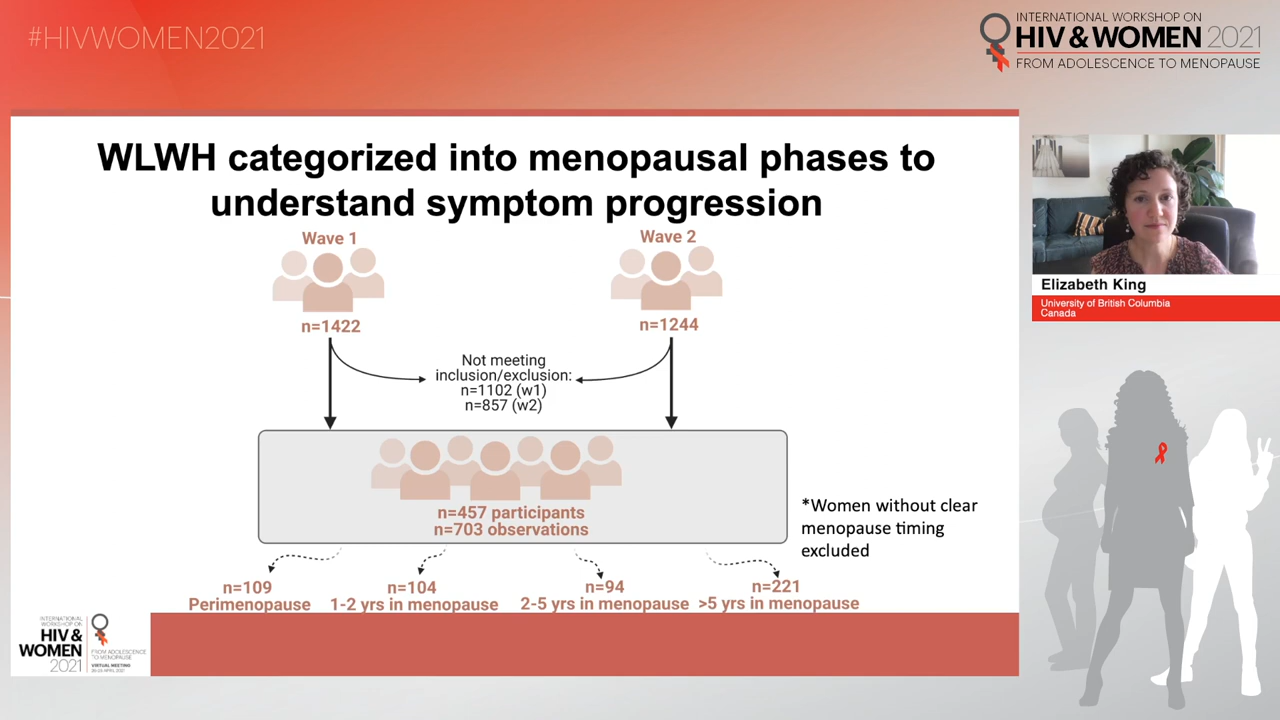 #HIVWOMEN2021
INTERNATIONAL WORKSHOP ON
HIV & WOMEN 2021
FROM ADOLESCENCE TO MENOPAUSE
WLWH categorized into menopausal phases to
understand symptom progression
Wave 1
Wave 2
n=1422
n=1244
Not meeting
inclusion/exclusion:
n=1102 (w1)
n=857 (w2)
n=457 participants
n=703 observations
*Women without clear
menopause timing
excluded
n=109
Perimenopause
n=104
1-2 yrs in menopause
n=94
2-5 yrs in menopause
n=221
>5 yrs in menopause
Elizabeth King
University of British Columbia
Canada
INTERNATIONAL
WORKSHOP ON
HIV &
WOMEN
2021
FROM ADOLESCENCE
TO MENOPAUSE
VIRTUAL MEETING